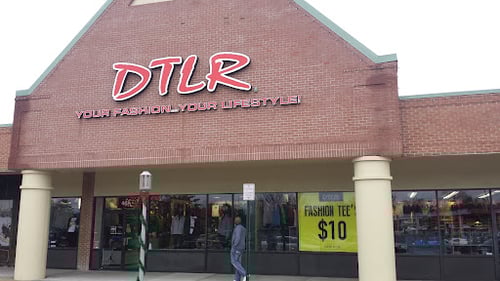 DTLR
YOUR FASHION...YOUR LIFESTYLE!
FASHION TEE'S
$10